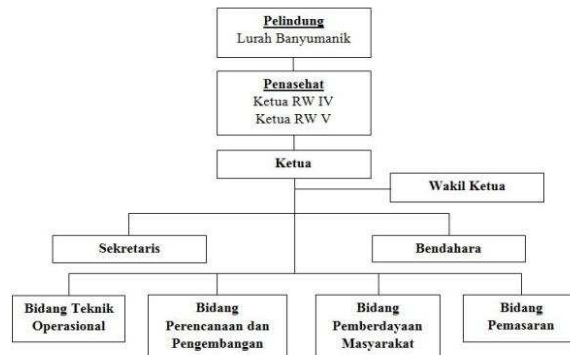 Pelindung
Lurah Banyumanik
Penasehat
Ketua RW IV
Ketua RW V
Ketua
Wakil Ketua
Sekretaris
Bendahara
Bidang Teknik
Operasional
Bidang
Perencanaan dan
Pengembangan
Bidang
Pemberdayaan
Masyarakat
Bidang
Pemasaran